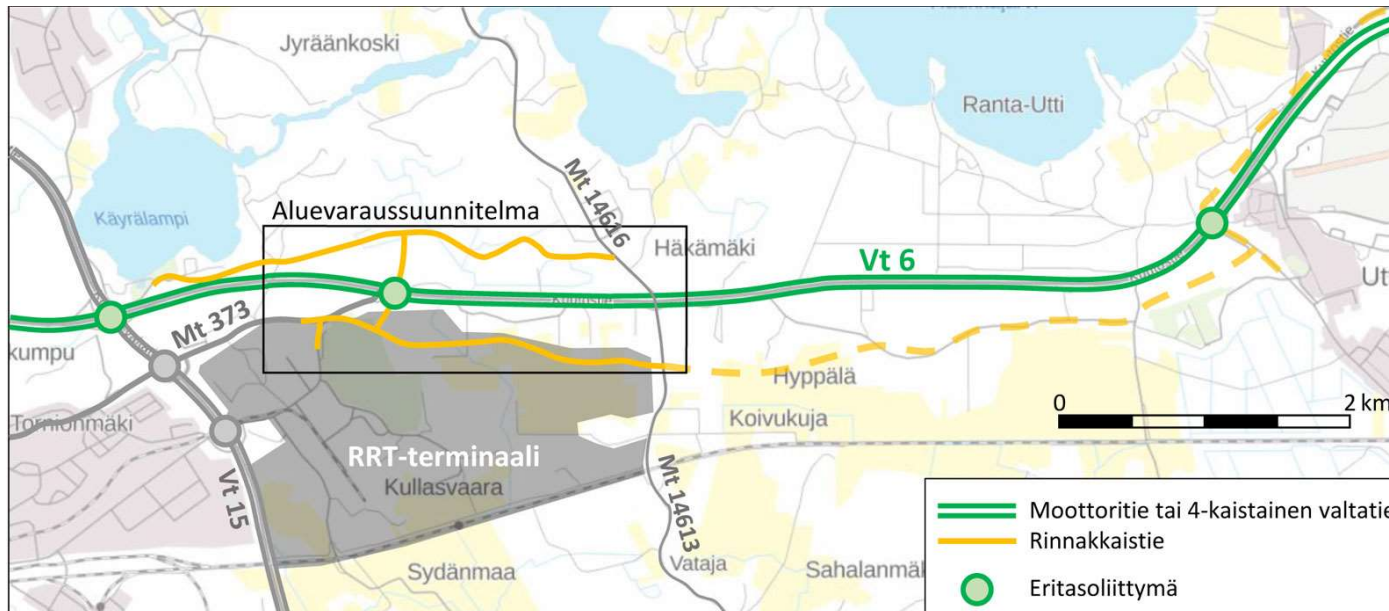 Jyräänkoski
Ranta-Utti
Käyrälampi
Aluevaraussuunnitelma
Mt 14616
Häkämäki
Vt 6
Mt 373
kumpu
Hyppälä
0 2 km
Tornionmäki
Koivukuja
RRT-terminaali
Kullasvaara
Vt 15
Mt 14613
Moottoritie tai 4-kaistainen valtatie
Rinnakkaistie
Sydänmaa
Vataja
Eritasoliittymä